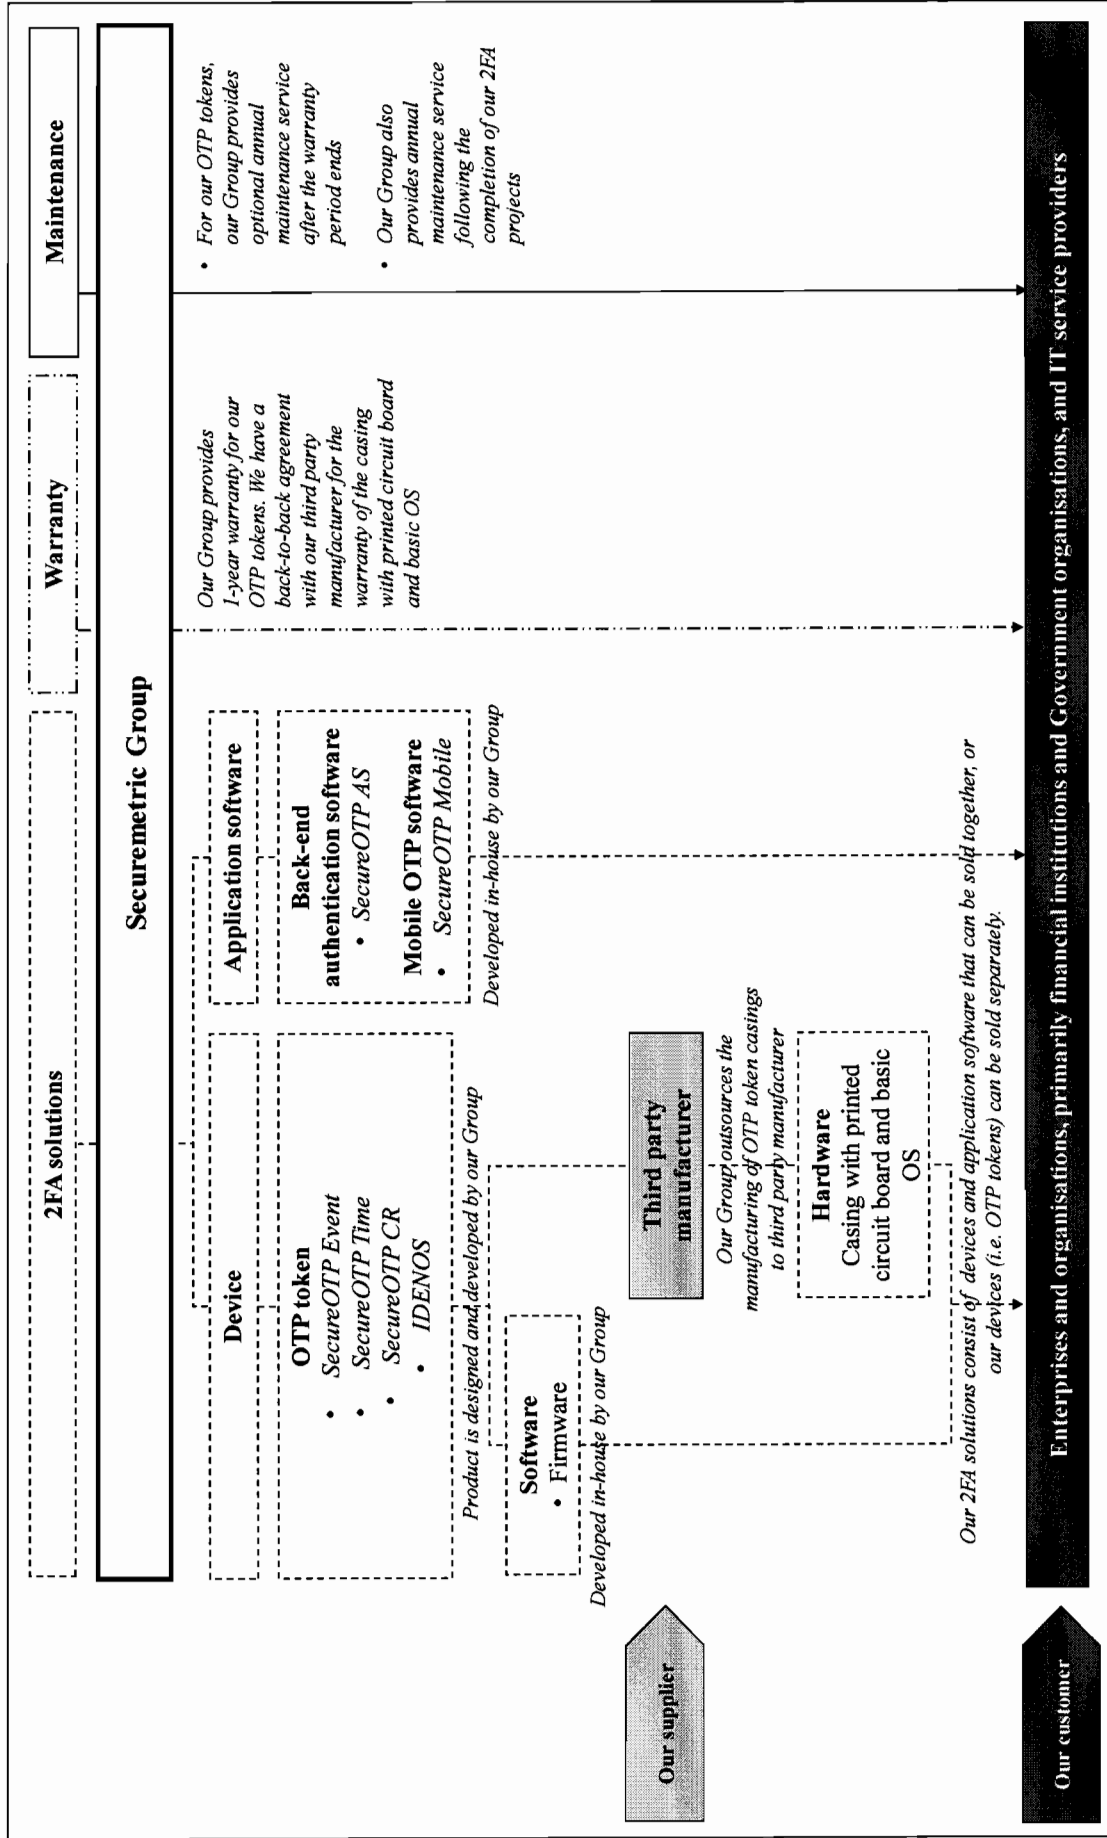 2FA solutions
Warranty
Maintenance
Securemetric Group
Device
Application software
OTP token
• SecureOTP Event
• SecureOTP Time
• SecureOTP CR
• IDENOS
Product is designed and developed by our Group
Back-end
authentication software
• SecureOTP AS
Mobile OTP software
• SecureOTP Mobile
Developed in-house by our Group
Our Group provides
1-year warranty for our
OTP tokens. We have a
back-to-back agreement
with our third party
manufacturer for the
warranty of the casing
with printed circuit board
and basic OS
• For our OTP tokens,
our Group provides
optional annual
maintenance service
after the warranty
period ends
• Our Group also
provides annual
maintenance service
following the
completion of our 2FA
projects
Software
• Firmware
Developed in-house by our Group
Our supplier
Third party
manufacturer
Our Group outsources the
manufacturing of OTP token casings
to third party manufacturer
Hardware
Casing with printed
circuit board and basic
OS
Our 2FA solutions consist of devices and application software that can be sold together, or
our devices (i.e. OTP tokens) can be sold separately.
Our customer
Enterprises and organisations, primarily financial institutions and Government organisations, and IT service providers